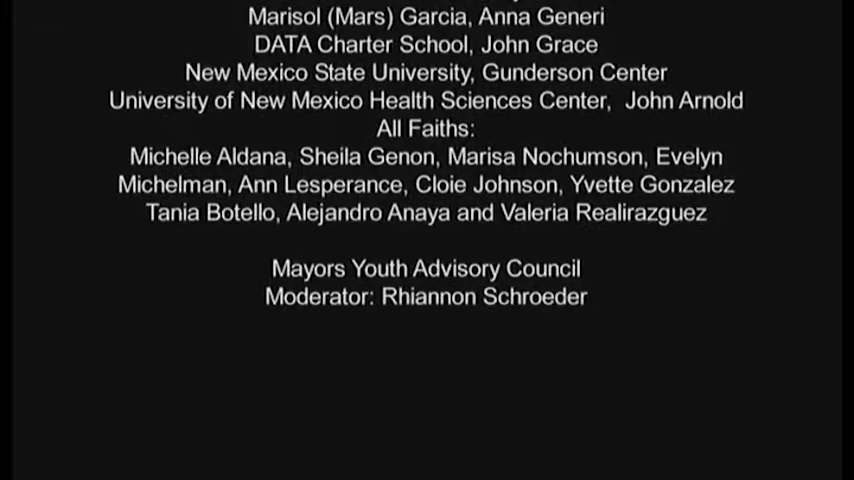 Marisol (Mars) Garcia, Anna Generi
DATA Charter School, John Grace
New Mexico State University, Gunderson Center
University of New Mexico Health Sciences Center, John Arnold
All Faiths:
Michelle Aldana, Sheila Genon, Marisa Nochumson, Evelyn
Michelman, Ann Lesperance, Cloie Johnson, Yvette Gonzalez
Tania Botello, Alejandro Anaya and Valeria Realirazguez
Mayors Youth Advisory Council
Moderator: Rhiannon Schroeder